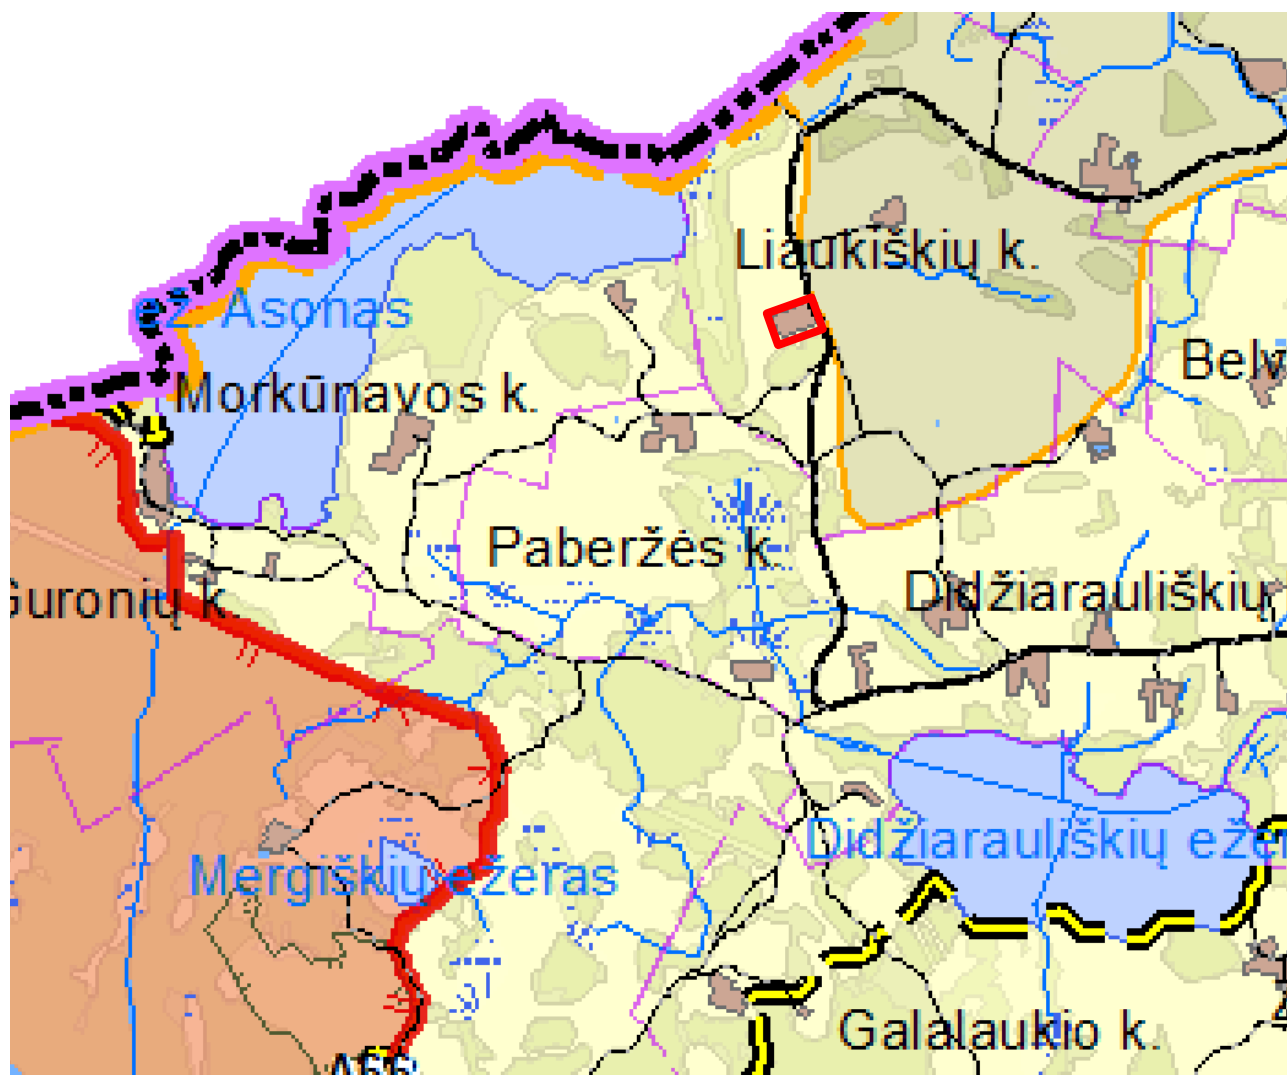 Liaukiškių k.
ež. Asonas
Belv
Morkūnavos k.
Paberžės k.
Guronių k.
Didžiarauliškių
Didžiarauliškių ežer
Mergiškių ežeras
Galalaukio k.